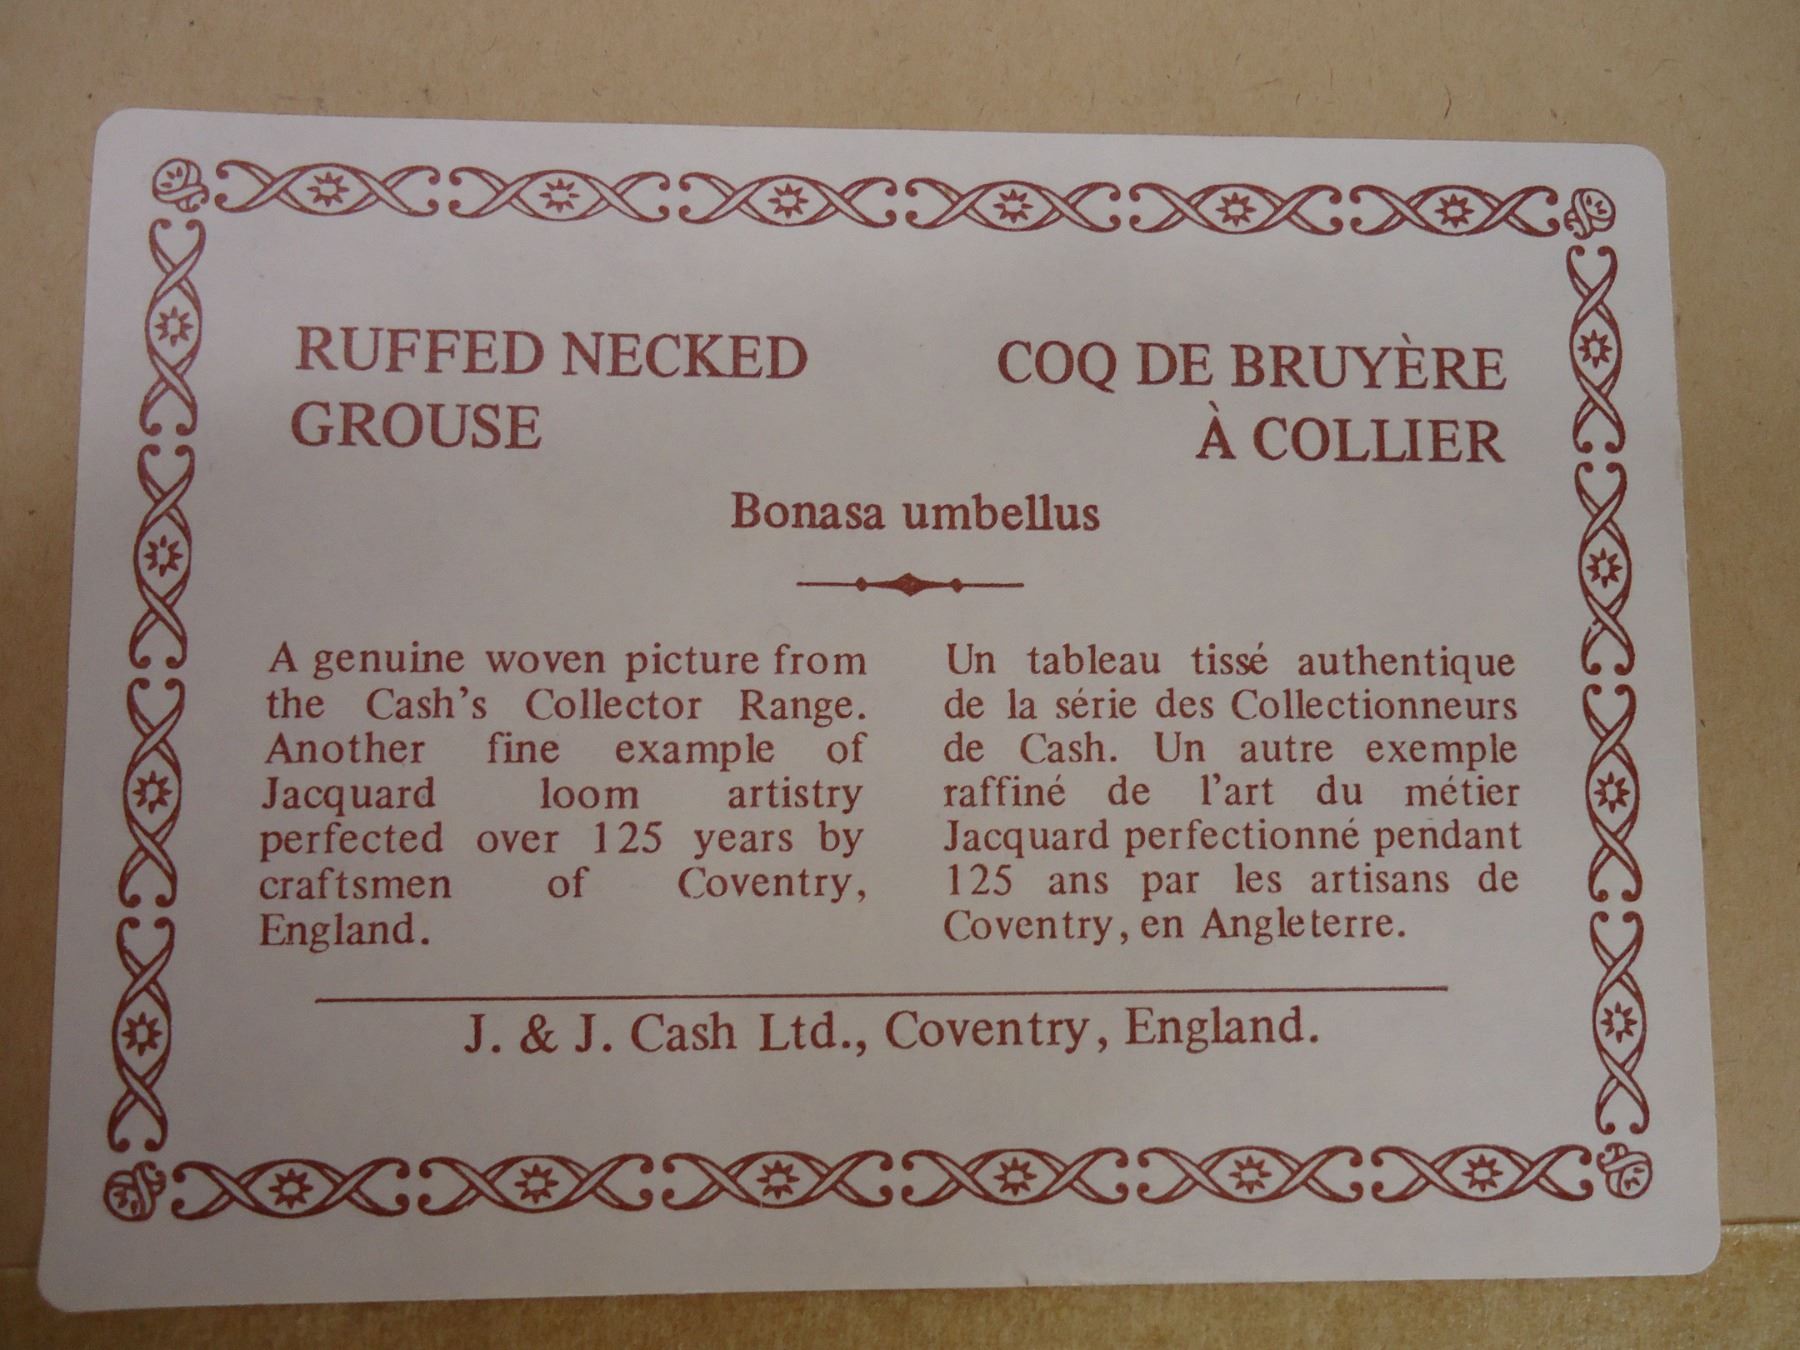 RUFFED NECKED
GROUSE
COQ DE BRUYÈRE
À COLLIER
Bonasa umbellus
A genuine woven picture from
the Cash's Collector Range.
Another fine example of
Jacquard loom artistry
perfected over 125 years by
craftsmen of Coventry,
England.
Un tableau tissé authentique
de la série des Collectionneurs
de Cash. Un autre exemple
raffiné de l'art du métier
Jacquard perfectionné pendant
125 ans par les artisans de
Coventry, en Angleterre.
J. & J. Cash Ltd., Coventry, England.